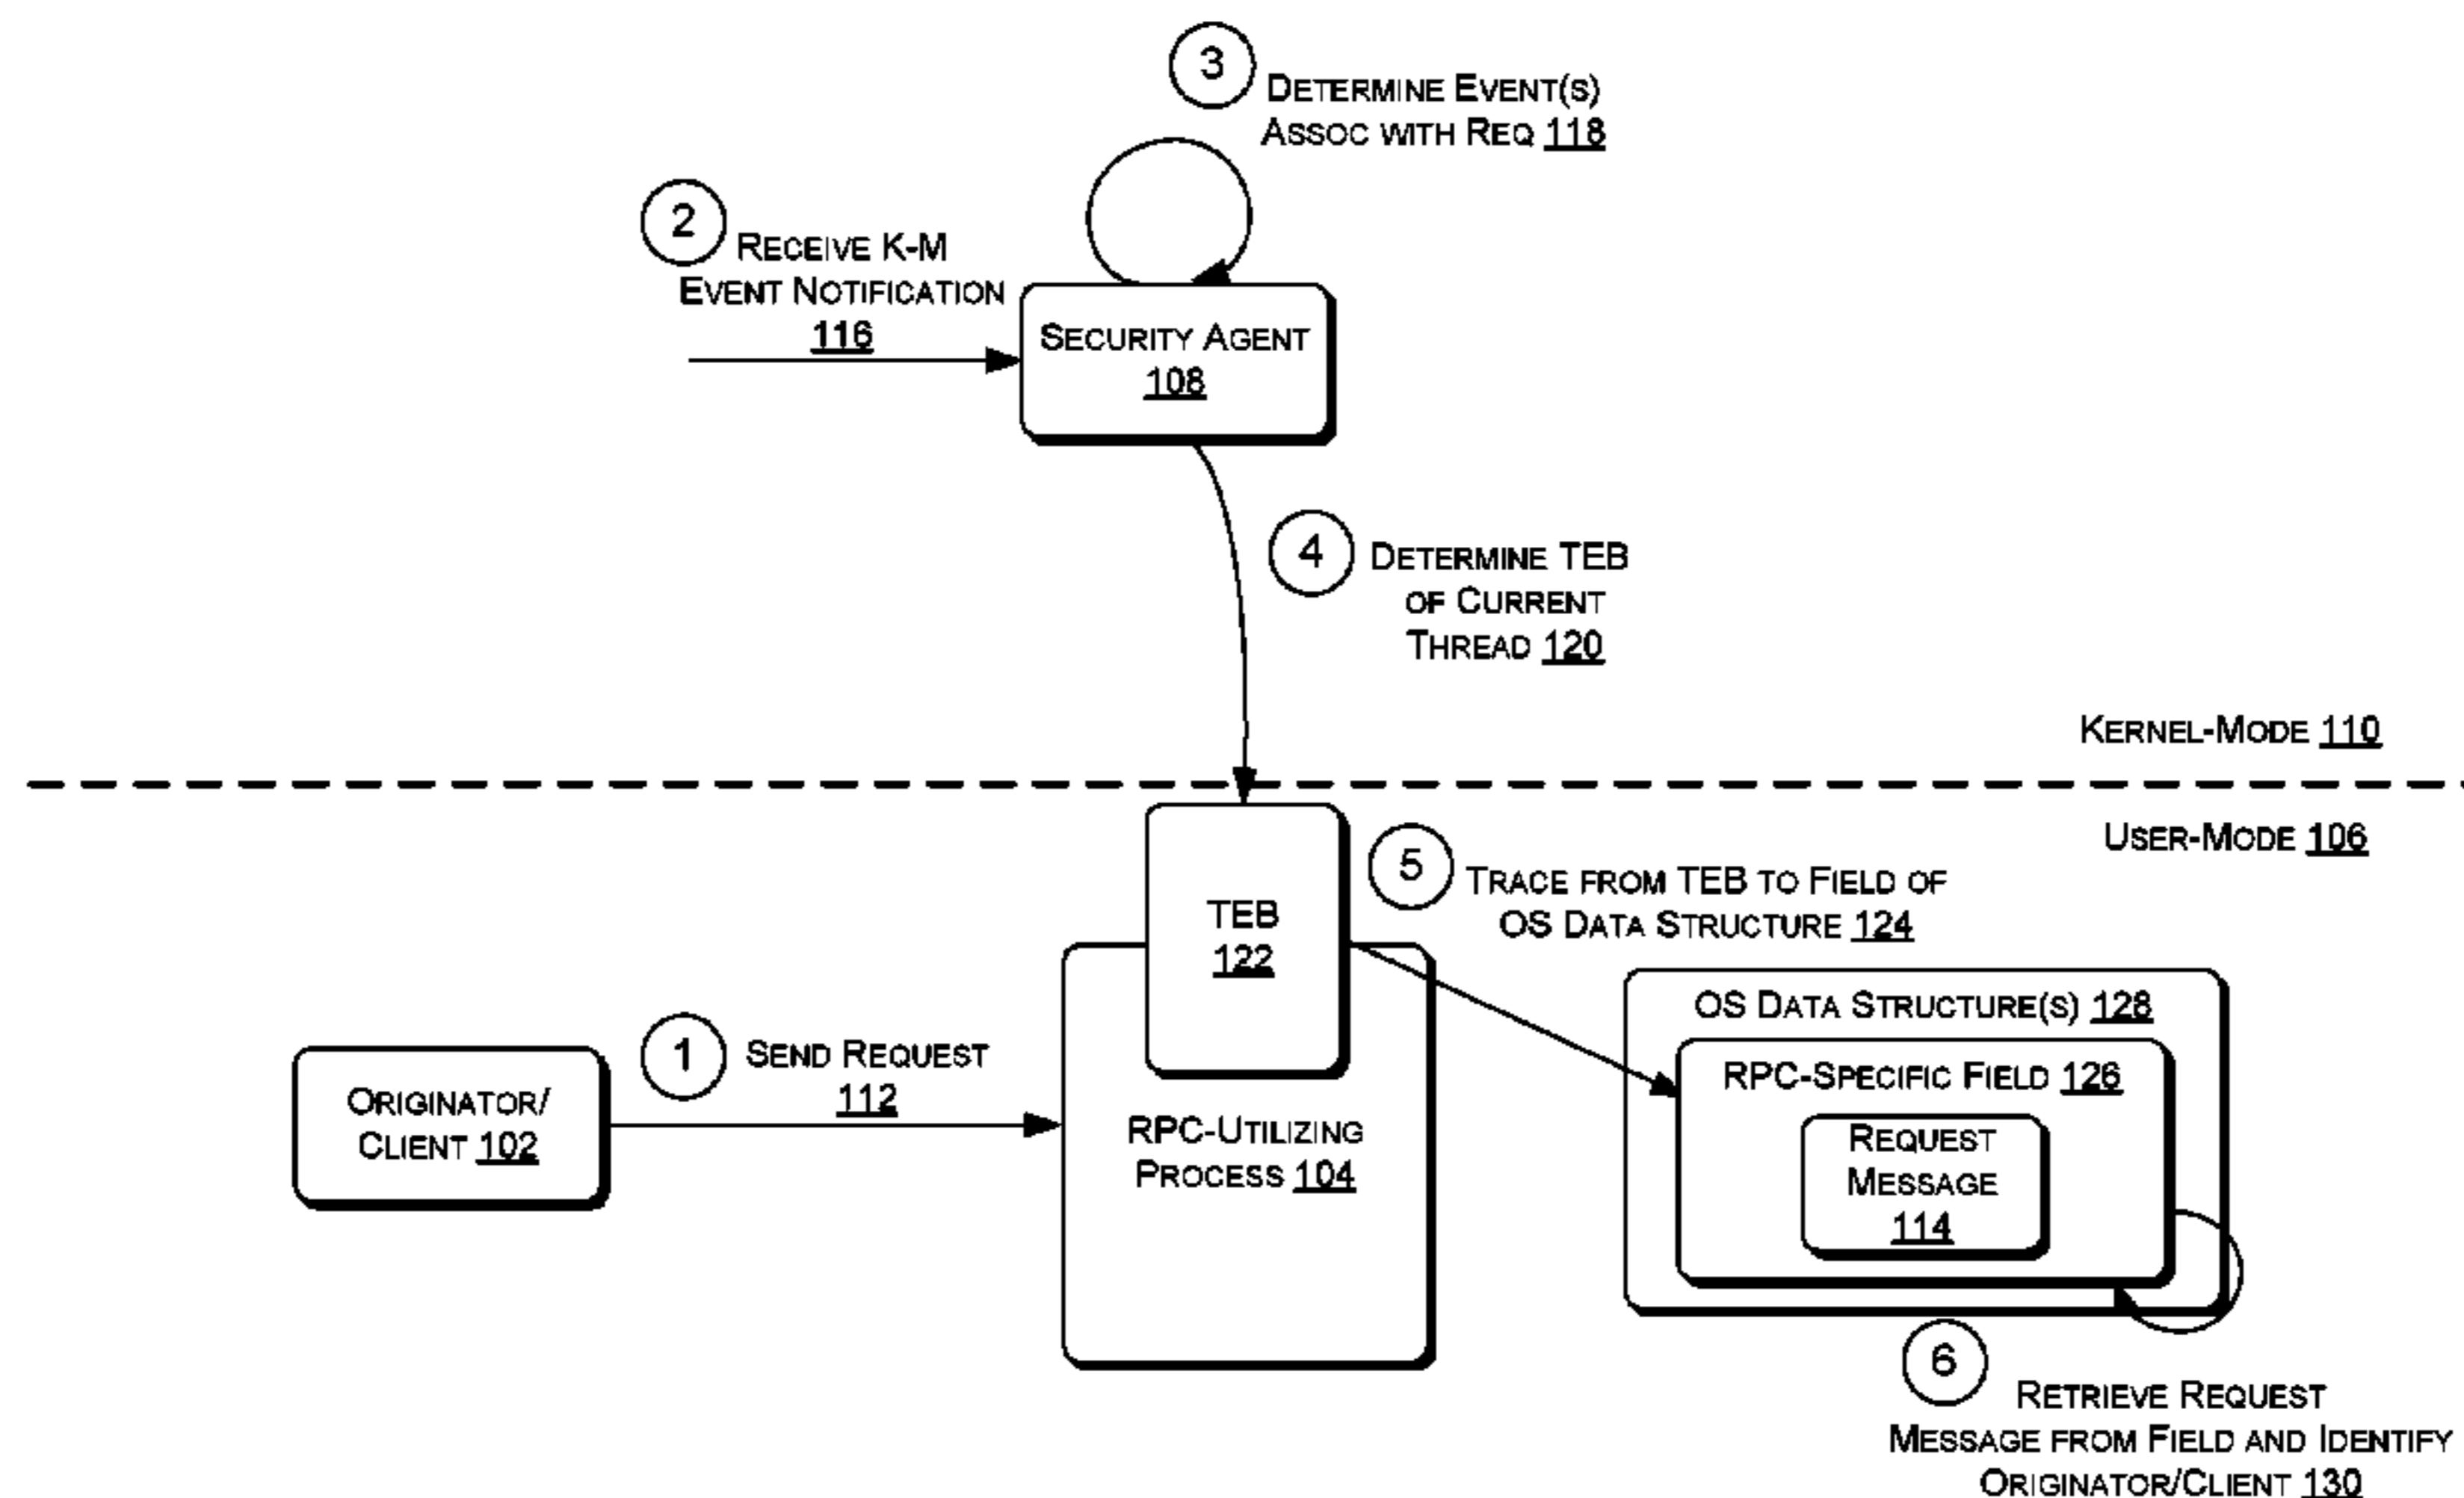 3
DETERMINE EVENT(S)
ASSOC WITH REQ 118
2
RECEIVE K-M
EVENT NOTIFICATION
116
SECURITY AGENT
108
4
DETERMINE TEB
OF CURRENT
THREAD 120
KERNEL-MODE 110
USER-MODE 106
5
TRACE FROM TEB TO FIELD OF
OS DATA STRUCTURE 124
TEB
122
1
SEND REQUEST
112
ORIGINATOR/
CLIENT 102
RPC-UTILIZING
PROCESS 104
OS DATA STRUCTURE(S) 128
RPC-SPECIFIC FIELD 126
REQUEST
MESSAGE
114
6
RETRIEVE REQUEST
MESSAGE FROM FIELD AND IDENTIFY
ORIGINATOR/CLIENT 130